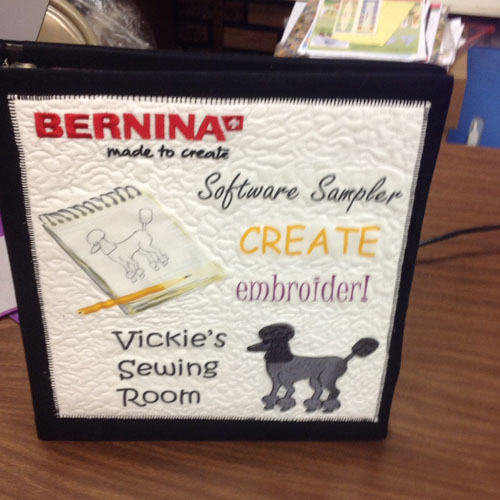 BERNINA
made to create
Software Sampler
CREATE
embroider!
Vickie's
Sewing
Room